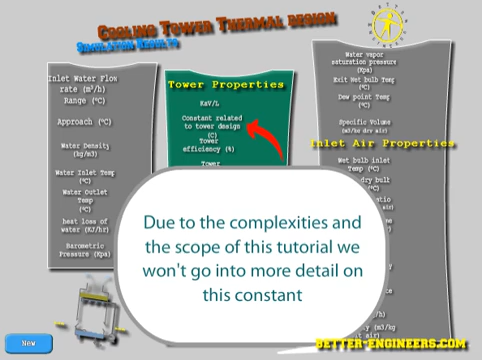 BETTER
Cooling Tower Thermal design
Simulation Results
Inlet Water Flow
rate (m³/h)
Range (ºC)
Approach (ºC)
Water Density
(kg/m3)
Water Inlet Temp
(ºC)
Water Outlet
Temp
(ºC)
heat loss of
water (KJ/hr)
Barometric
Pressure (Kpa)
Tower Properties
KaV/L
Constant related
to tower design
(C)
Tower
efficiency (%)
Tower
Water vapor
saturation pressure
(Kpa)
Exit Wet bulb Temp
(ºC)
Dew point Temp
(ºC)
Specific Volume
(m3/kg dry air)
Inlet Air Properties
Wet bulb inlet
Temp (ºC)
dry bulb
(ºC)
Due to the complexities and
the scope of this tutorial we
won't go into more detail on
this constant
New
BETTER-ENGINEERS.COM